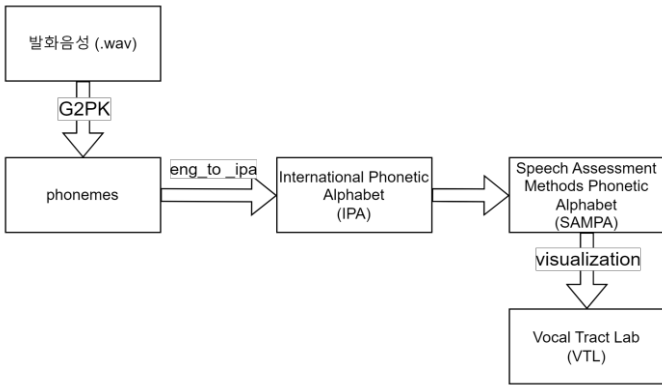 발화음성 (.wav)
G2PK
phonemes
eng_to _ipa
International Phonetic
Alphabet
(IPA)
Speech Assessment
Methods Phonetic
Alphabet
(SAMPA)
visualization
Vocal Tract Lab
(VTL)